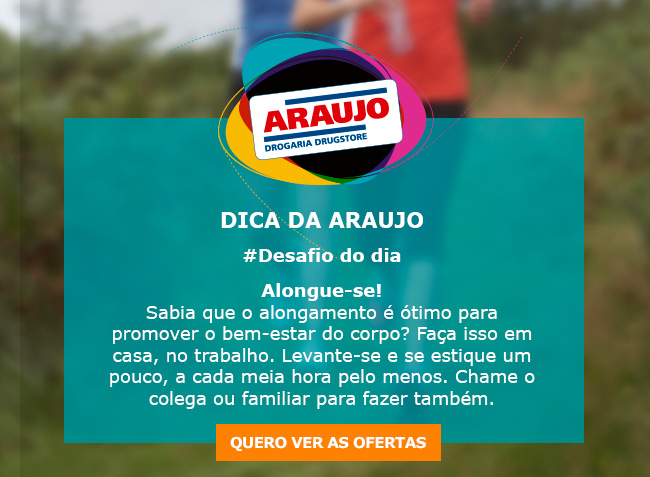 ARAUJO
DROGARIA DRUGSTORE
DICA DA ARAUJO
#Desafio do dia
Alongue-se!
Sabia que o alongamento é ótimo para
promover o bem-estar do corpo? Faça isso em
casa, no trabalho. Levante-se e se estique um
pouco, a cada meia hora pelo menos. Chame o
colega ou familiar para fazer também.
QUERO VER AS OFERTAS